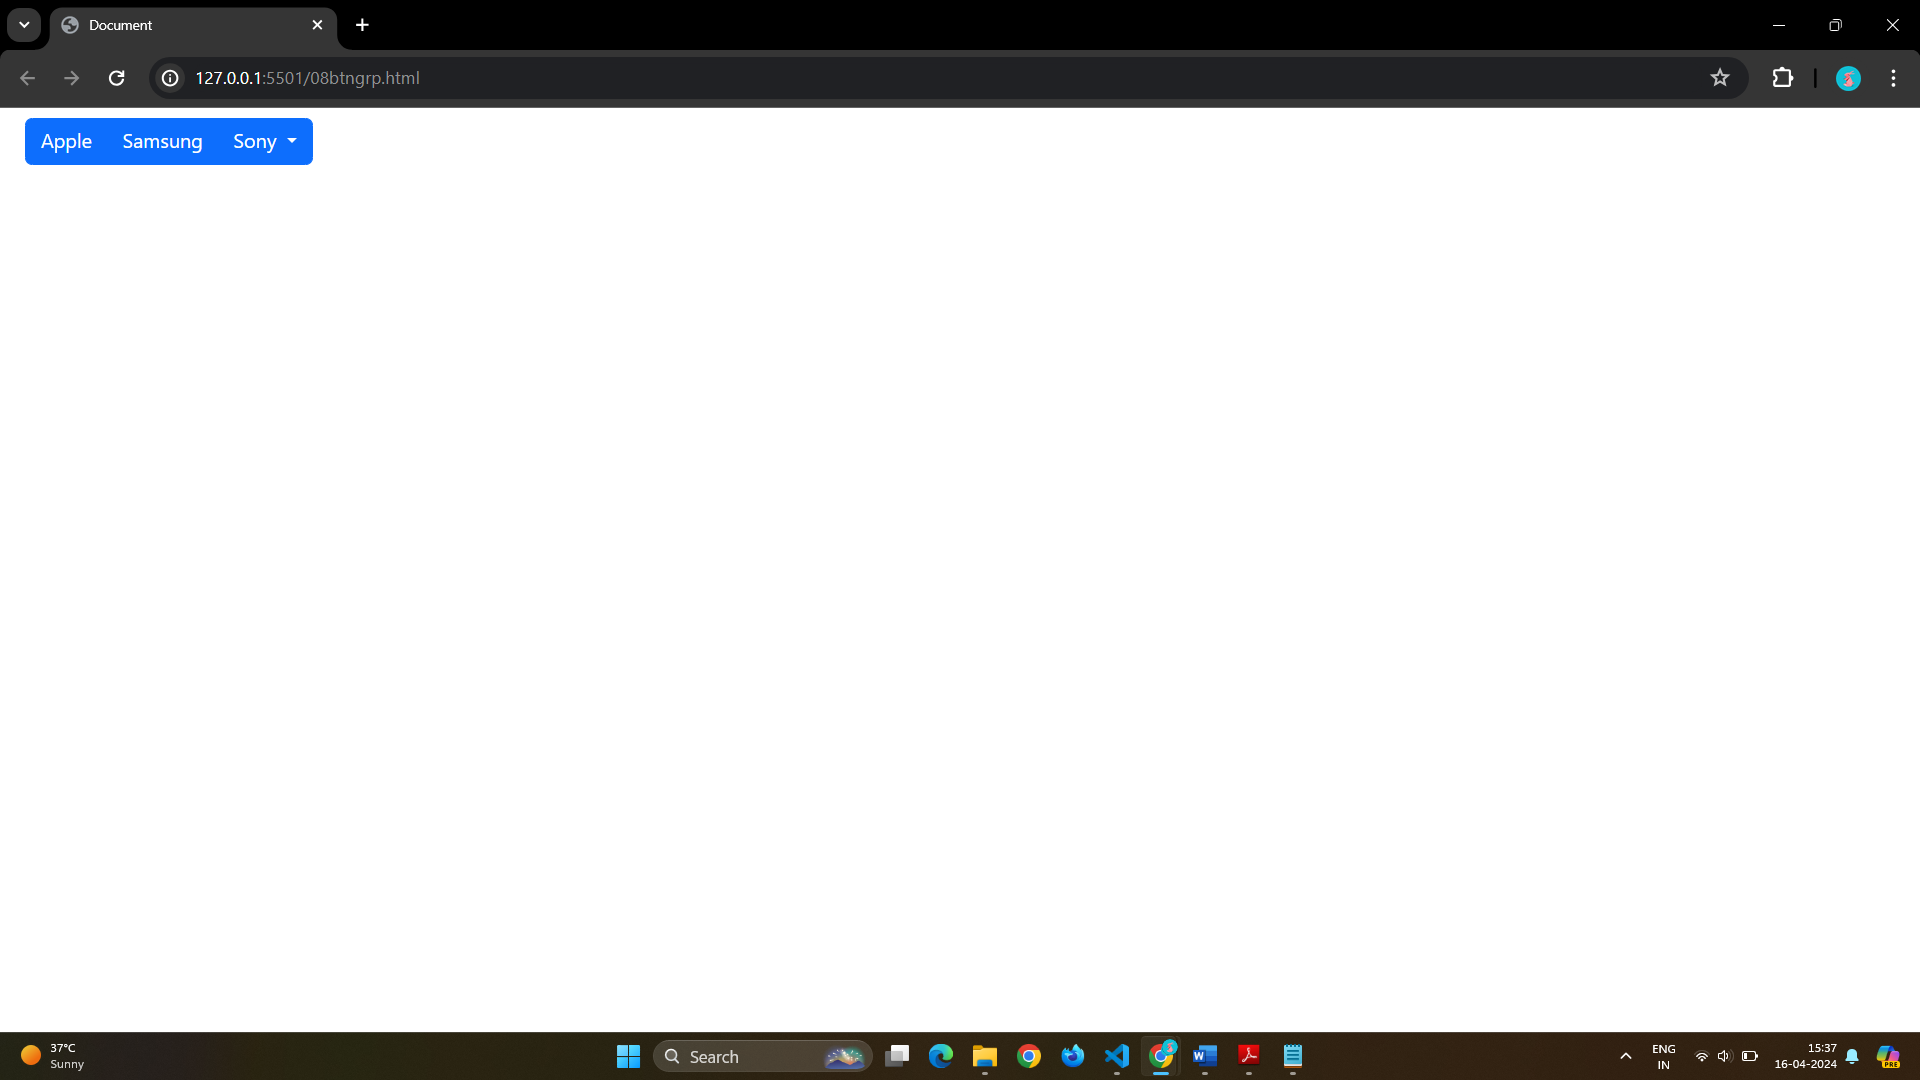 Document
127.0.0.1:5501/08btngrp.html
Apple Samsung Sony
37°C
Sunny
Search
ENG
IN
15:37
16-04-2024
PRE